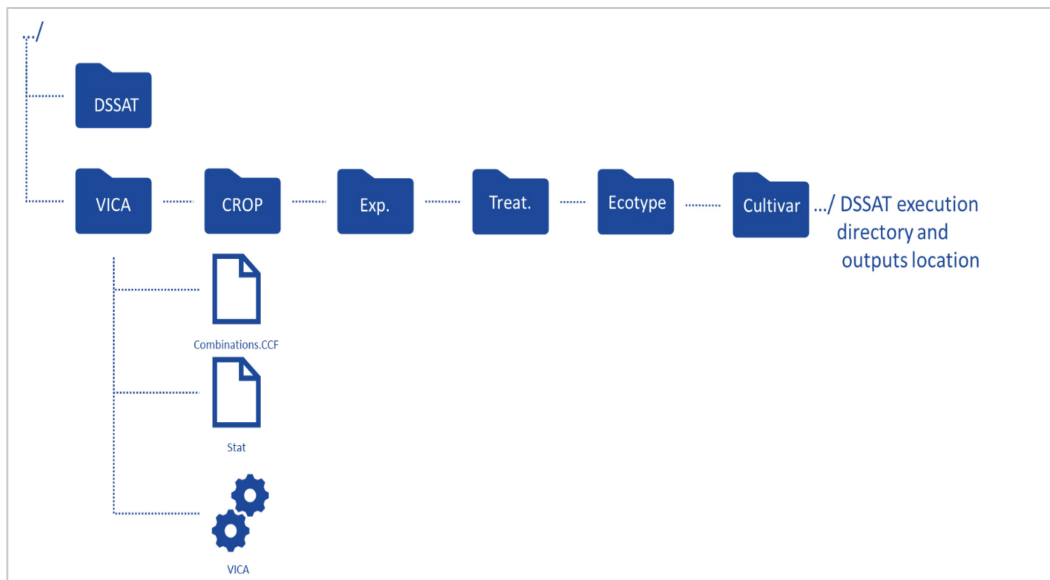 .../
DSSAT
VICA
CROP
Exp.
Treat.
Ecotype
Cultivar
.../ DSSAT execution
directory and
outputs location
Combinations.CCF
Stat
VICA